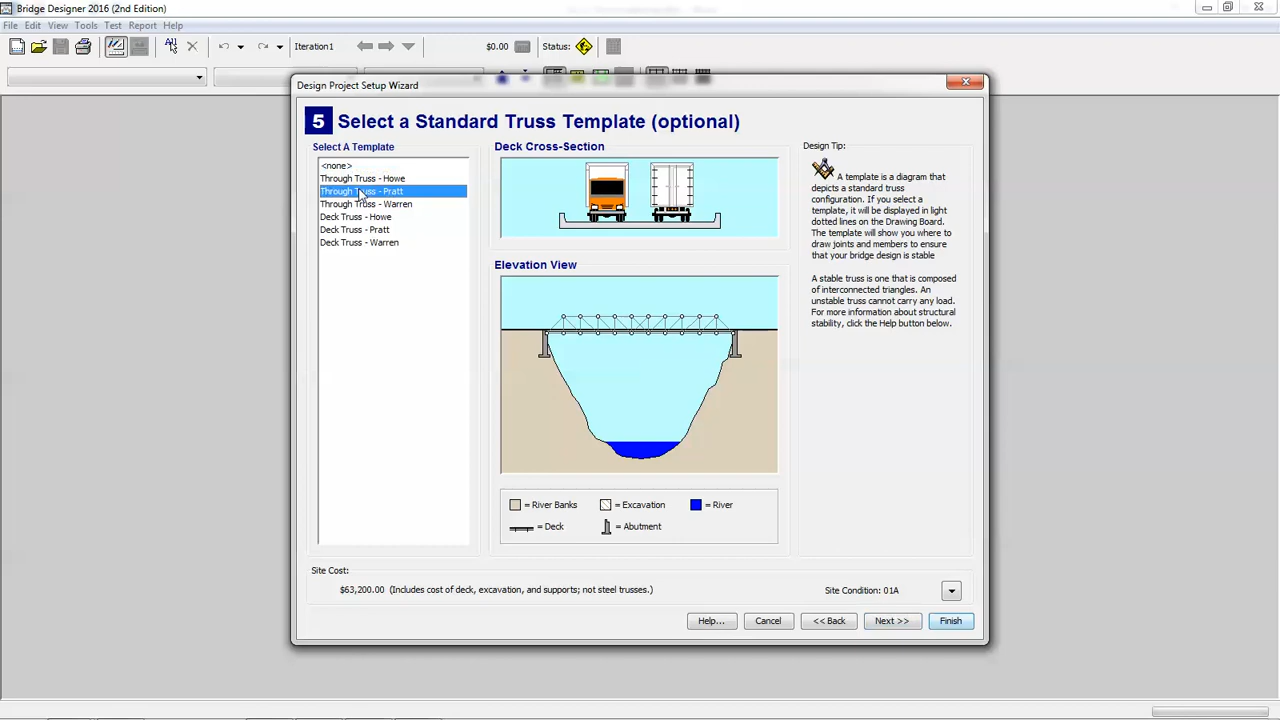 Bridge Designer 2016 (2nd Edition)
File Edit View Tools Test Report Help
Iteration1 $0.00 Status:
Design Project Setup Wizard
5 Select a Standard Truss Template (optional)
Select A Template
<none>
Through Truss - Howe
Through Truss - Pratt
Through Truss - Warren
Deck Truss - Howe
Deck Truss - Pratt
Deck Truss - Warren
Deck Cross-Section
Elevation View
= River Banks = Excavation = River
= Deck = Abutment
Design Tip:
A template is a diagram that
depicts a standard truss
configuration. If you select a
template, it will be displayed in light
dotted lines on the Drawing Board.
The template will show you where to
draw joints and members to ensure
that your bridge design is stable
A stable truss is one that is composed
of interconnected triangles. An
unstable truss cannot carry any load.
For more information about structural
stability, click the Help button below.
Site Cost:
$63,200.00 (Includes cost of deck, excavation, and supports; not steel trusses.)
Site Condition: 01A
Help... Cancel << Back Next >> Finish